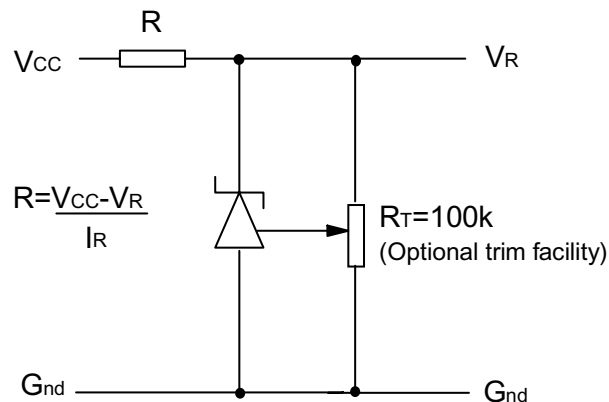 R
VCC
VR
R=VCC-VR
IR
RT=100k
(Optional trim facility)
Gnd
Gnd